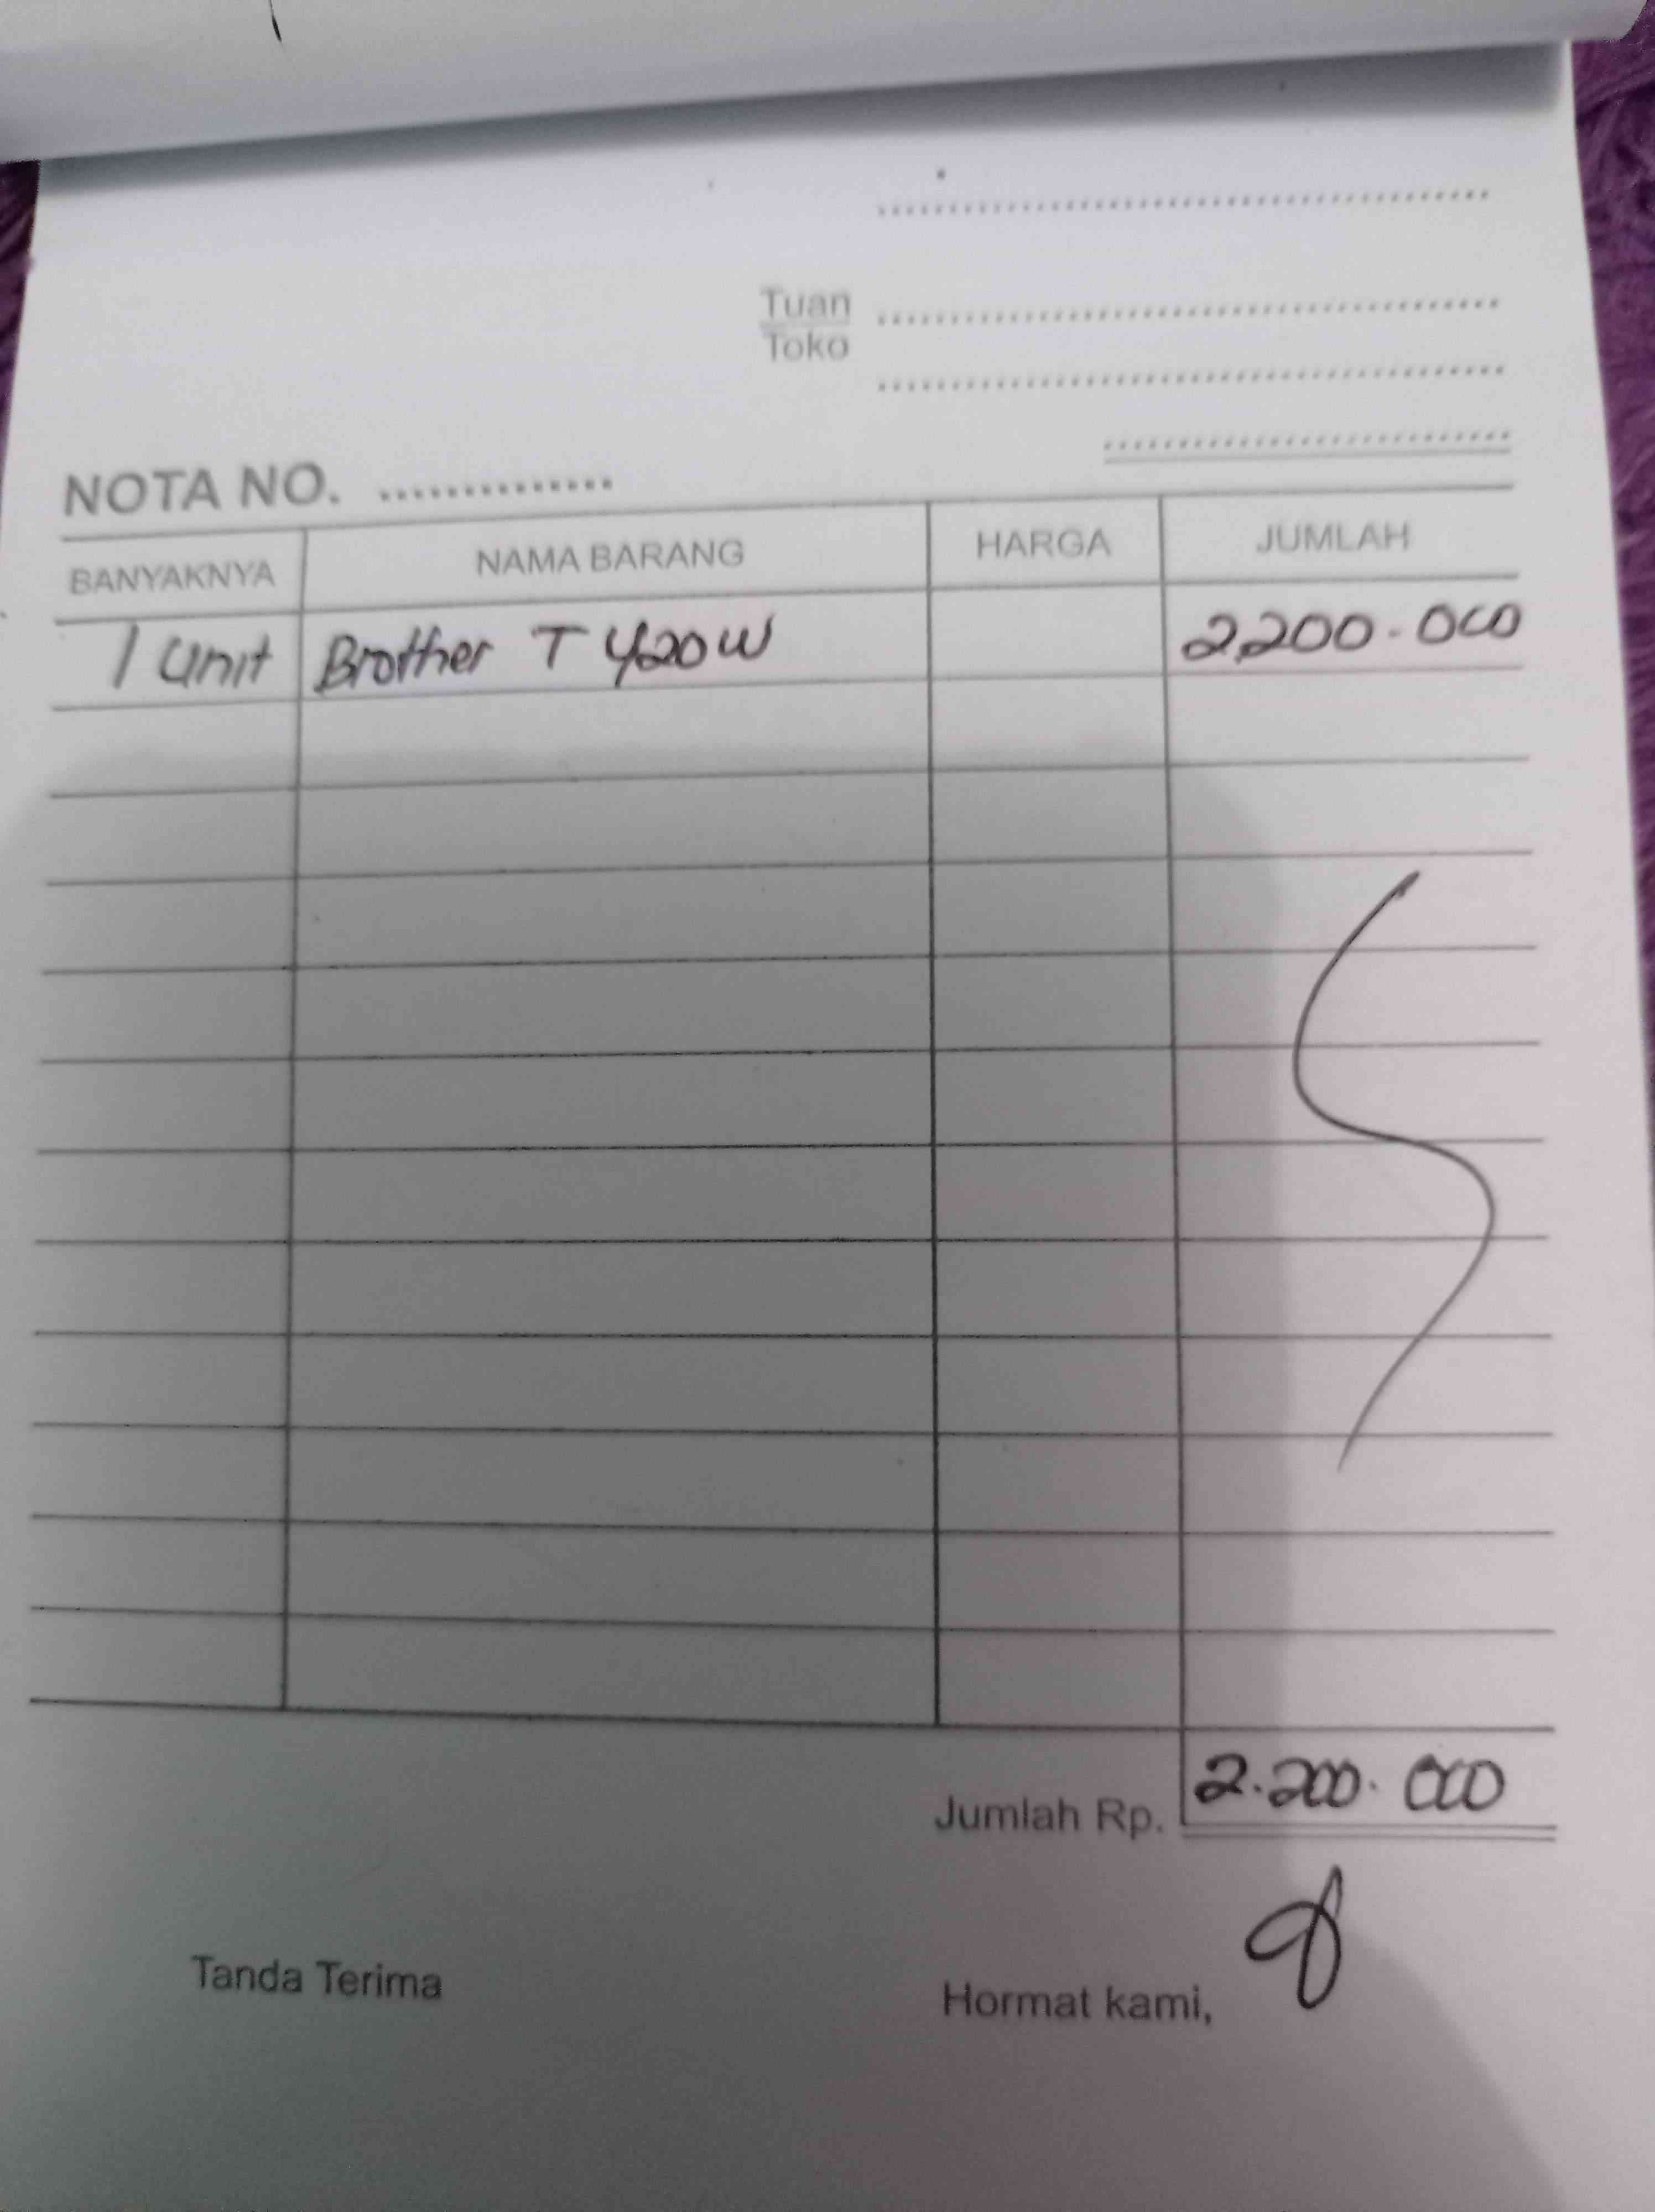 Tuan
Toko
NOTA NO. ..............
BANYAKNYA NAMA BARANG HARGA JUMLAH
1 Unit Brother T 420W 2.200.000
Jumlah Rp. 2.200.000
Tanda Terima Hormat kami,